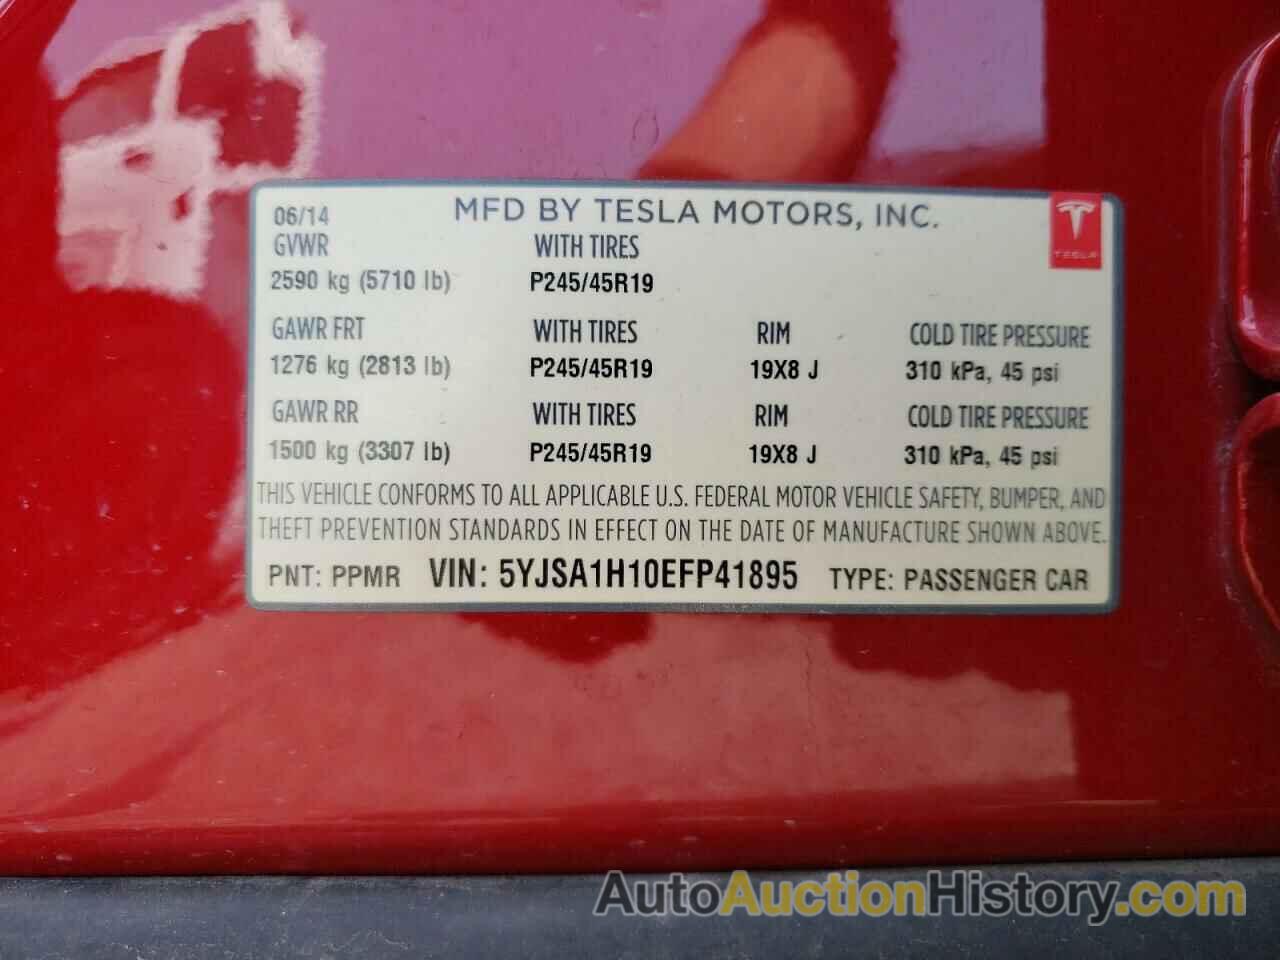 06/14 MFD BY TESLA MOTORS, INC.
TESLA
GVWR WITH TIRES
2590 kg (5710 lb) P245/45R19
GAWR FRT WITH TIRES RIM COLD TIRE PRESSURE
1276 kg (2813 lb) P245/45R19 19X8 J 310 kPa, 45 psi
GAWR RR WITH TIRES RIM COLD TIRE PRESSURE
1500 kg (3307 lb) P245/45R19 19X8 J 310 kPa, 45 psi
THIS VEHICLE CONFORMS TO ALL APPLICABLE U.S. FEDERAL MOTOR VEHICLE SAFETY, BUMPER, AND
THEFT PREVENTION STANDARDS IN EFFECT ON THE DATE OF MANUFACTURE SHOWN ABOVE.
PNT: PPMR VIN: 5YJSA1H10EFP41895 TYPE: PASSENGER CAR
AutoAuctionHistory.com